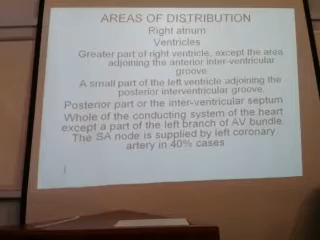 AREAS OF DISTRIBUTION
Right atrium
Ventricles
Greater part of right ventricle, except the area
adjoining the anterior inter-ventricular
groove
A small part of the left ventricle adjoining the
posterior interventricular groove.
Posterior part or the inter-ventricular septum
Whole of the conducting system of the heart
except a part of the left branch of AV bundle.
The SA node is supplied by left coronary
artery in 40% cases